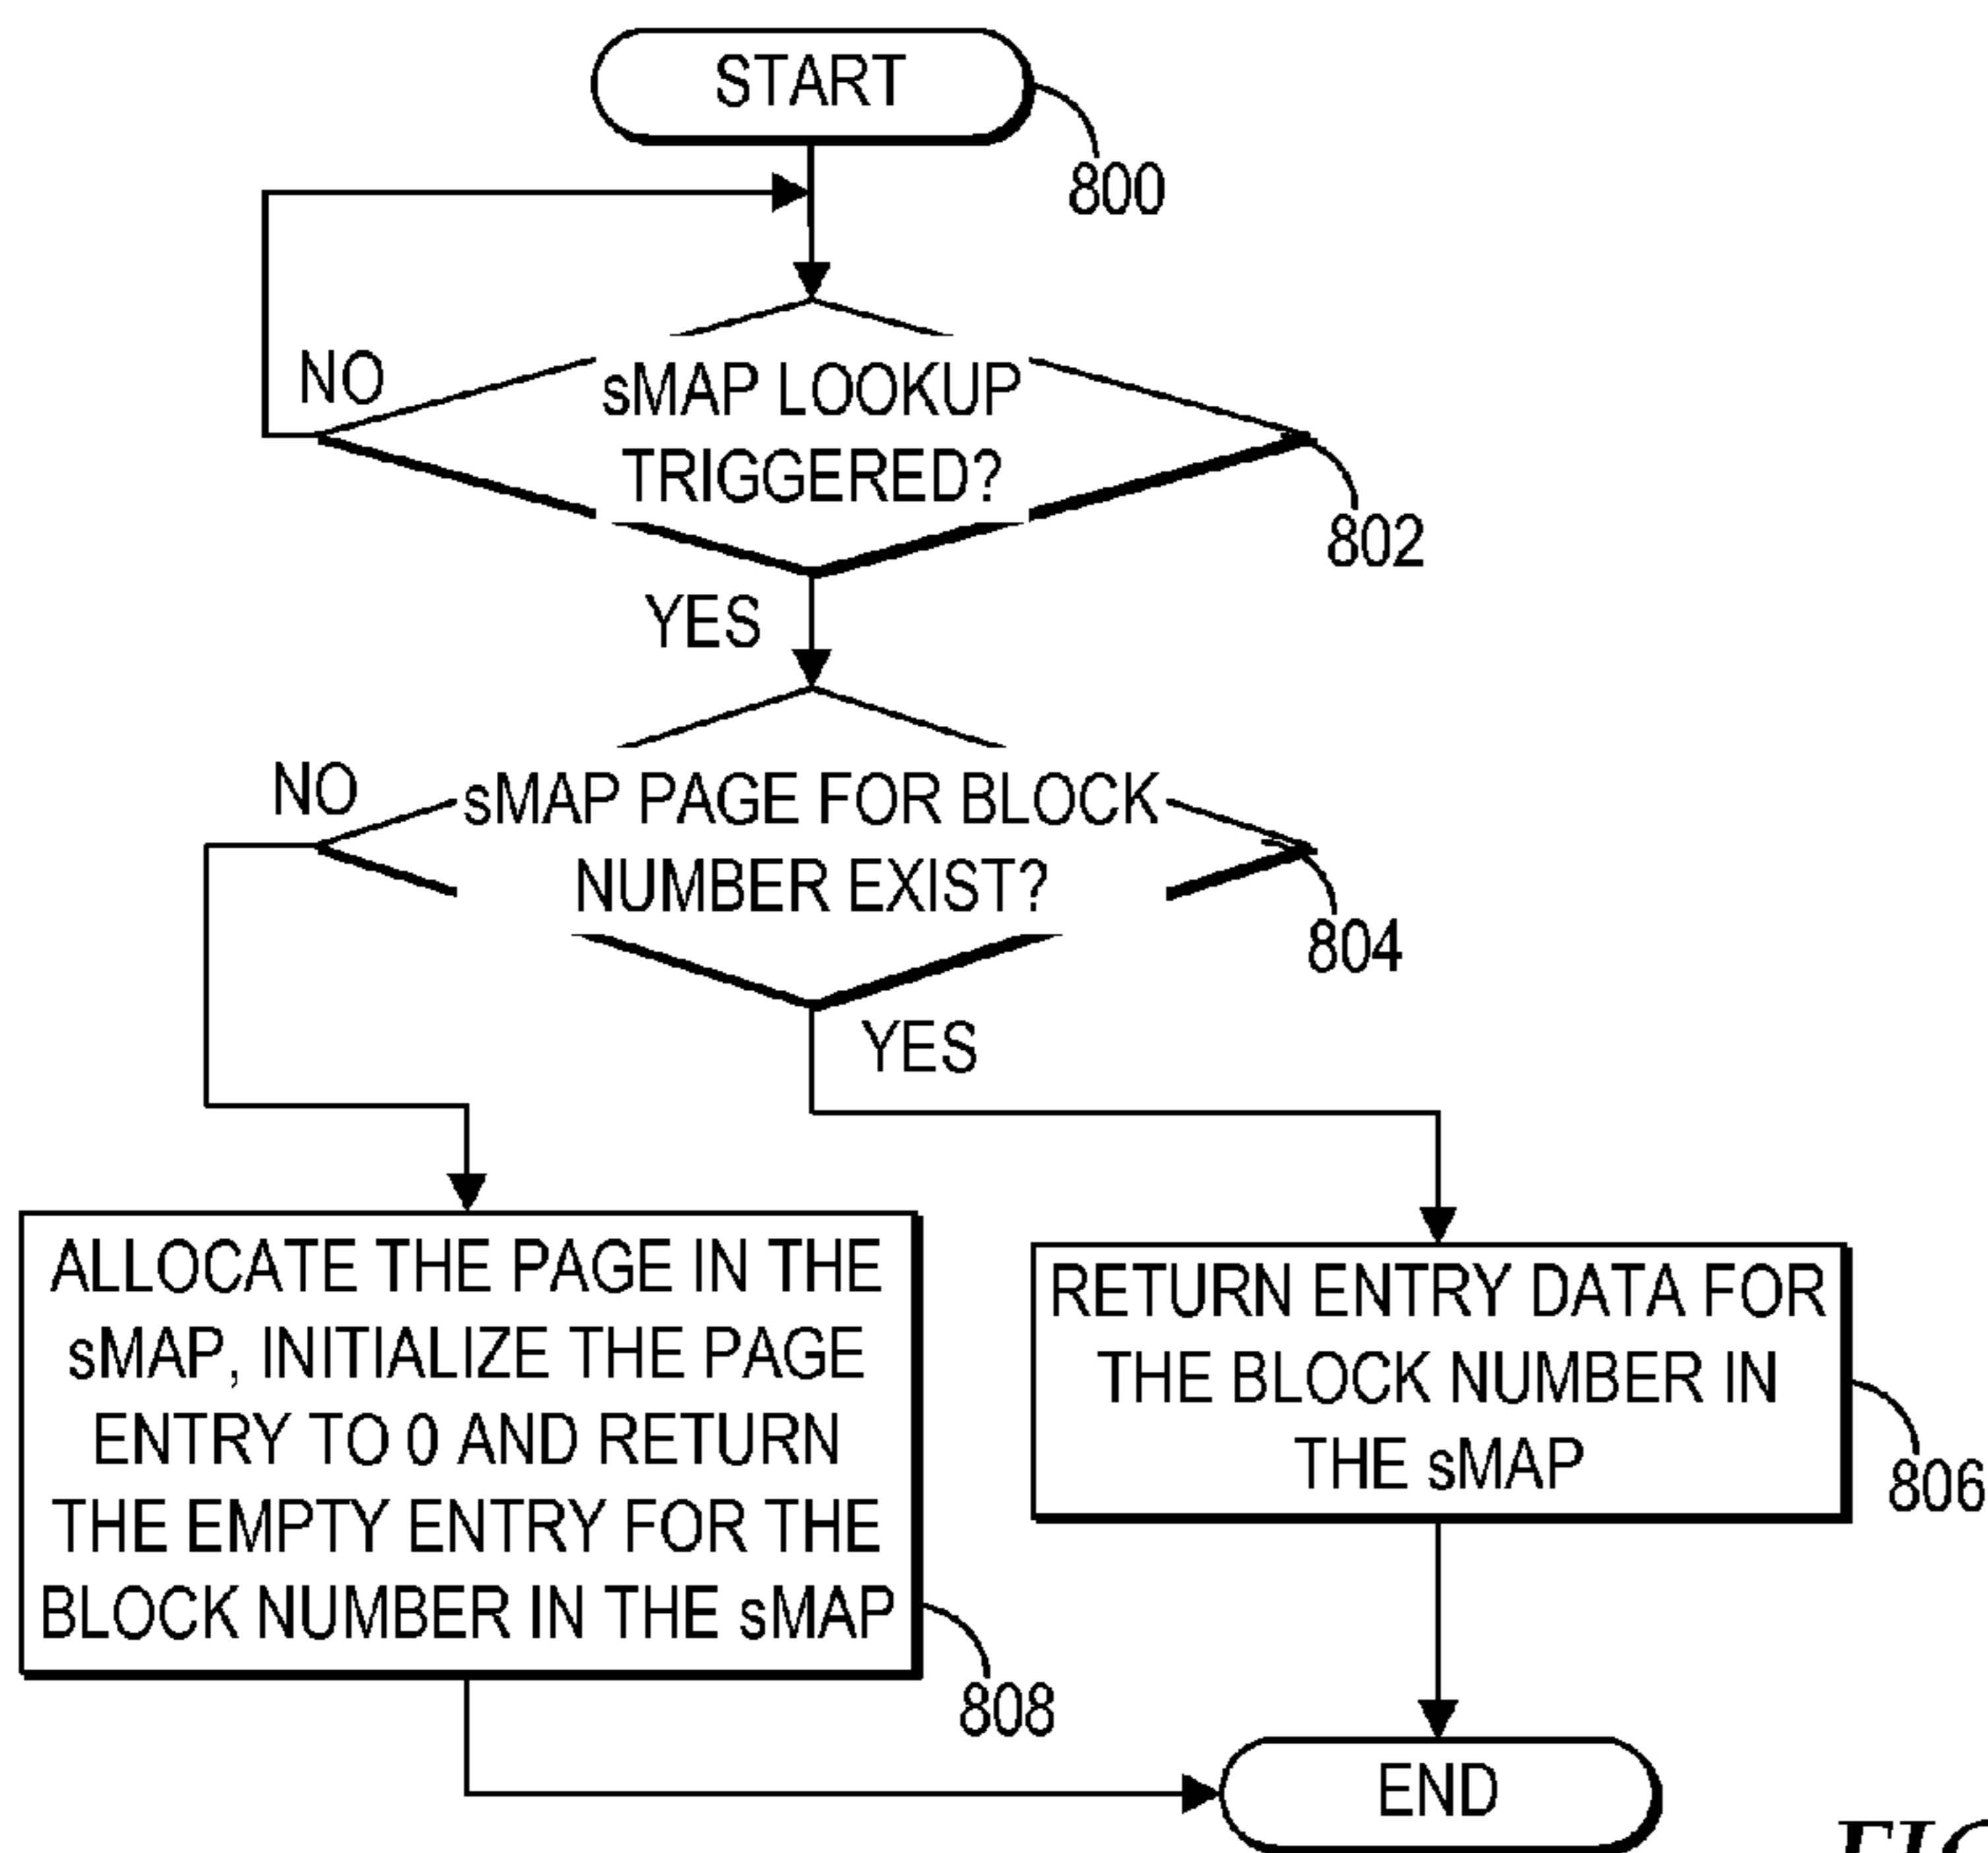 START
800
NO
sMAP LOOKUP
TRIGGERED?
802
YES
NO
sMAP PAGE FOR BLOCK
NUMBER EXIST?
804
YES
ALLOCATE THE PAGE IN THE
sMAP, INITIALIZE THE PAGE
ENTRY TO 0 AND RETURN
THE EMPTY ENTRY FOR THE
BLOCK NUMBER IN THE sMAP
808
RETURN ENTRY DATA FOR
THE BLOCK NUMBER IN
THE sMAP
806
END